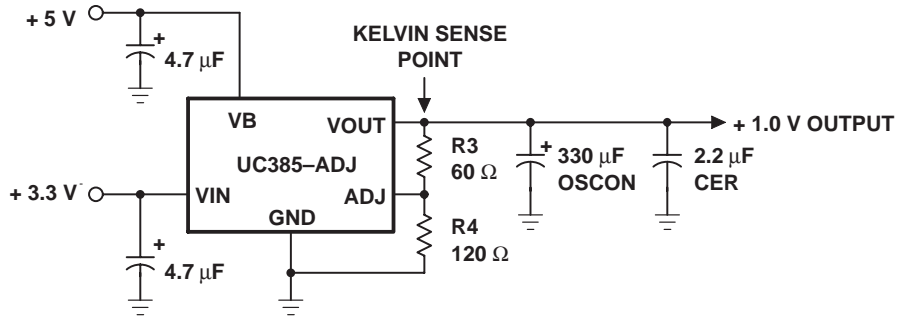 + 5 V
+
4.7 μF
KELVIN SENSE
POINT
VB
VOUT
UC385–ADJ
VIN
ADJ
GND
+ 3.3 V
+
4.7 μF
R3
60 Ω
R4
120 Ω
+
330 μF
OSCON
2.2 μF
CER
+ 1.0 V OUTPUT